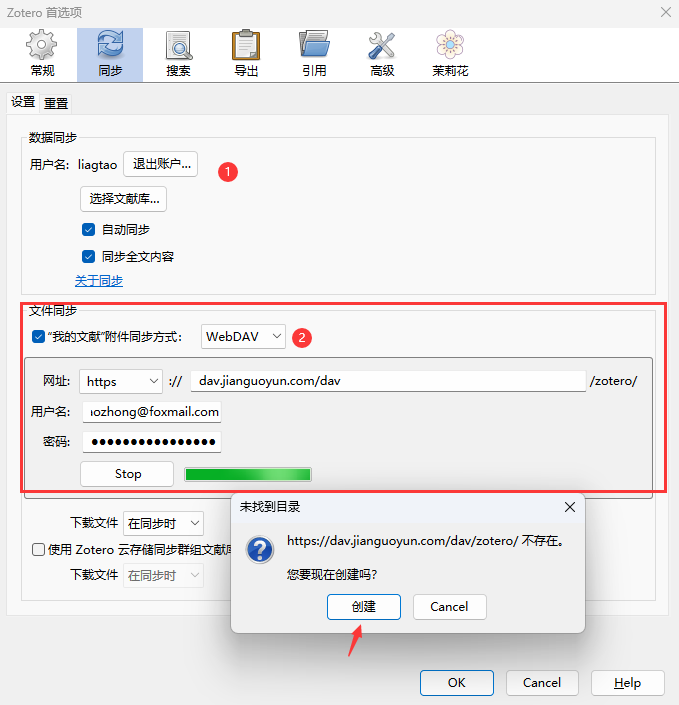 Zotero 首选项
常规 同步 搜索 导出 引用 高级 茉莉花
设置 重置
数据同步
用户名: liagtao 退出账户... 1
选择文献库...
自动同步
同步全文内容
关于同步
文件同步
“我的文献”附件同步方式: WebDAV 2
网址: https :// dav.jianguoyun.com/dav /zotero/
用户名: ozhong@foxmail.com
密码: ●●●●●●●●●●●●●●●●
Stop
未找到目录
https://dav.jianguoyun.com/dav/zotero/ 不存在。
您要现在创建吗?
创建 Cancel
下载文件 在同步时
使用 Zotero 云存储同步群组文献库
下载文件 在同步时
OK Cancel Help